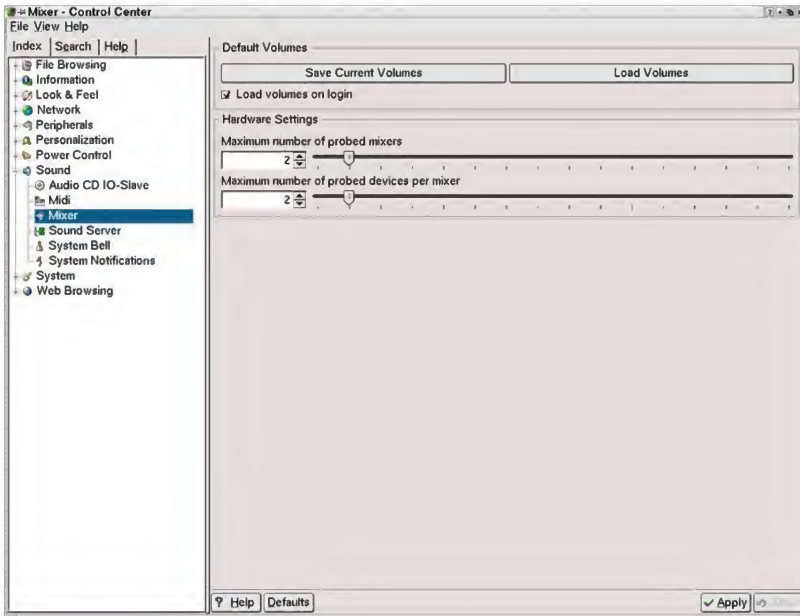 Mixer - Control Center
File View Help
Index Search Help
File Browsing
Information
Look & Feel
Network
Peripherals
Personalization
Power Control
Sound
Audio CD IO-Slave
Midi
Mixer
Sound Server
System Bell
System Notifications
System
Web Browsing
Default Volumes
Save Current Volumes Load Volumes
Load volumes on login
Hardware Settings
Maximum number of probed mixers
2
Maximum number of probed devices per mixer
2
? Help Defaults Apply